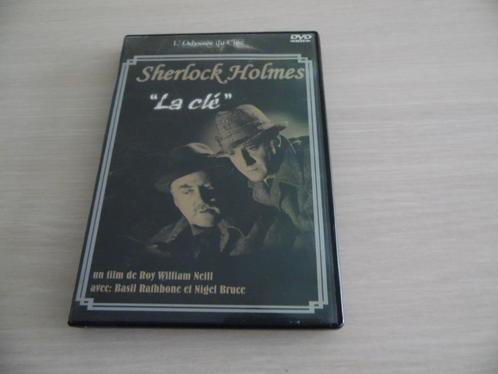 L'Odyssée du Ciné
DVD
Sherlock Holmes
"La clé"
un film de Roy William Neill
avec: Basil Rathbone et Nigel Bruce